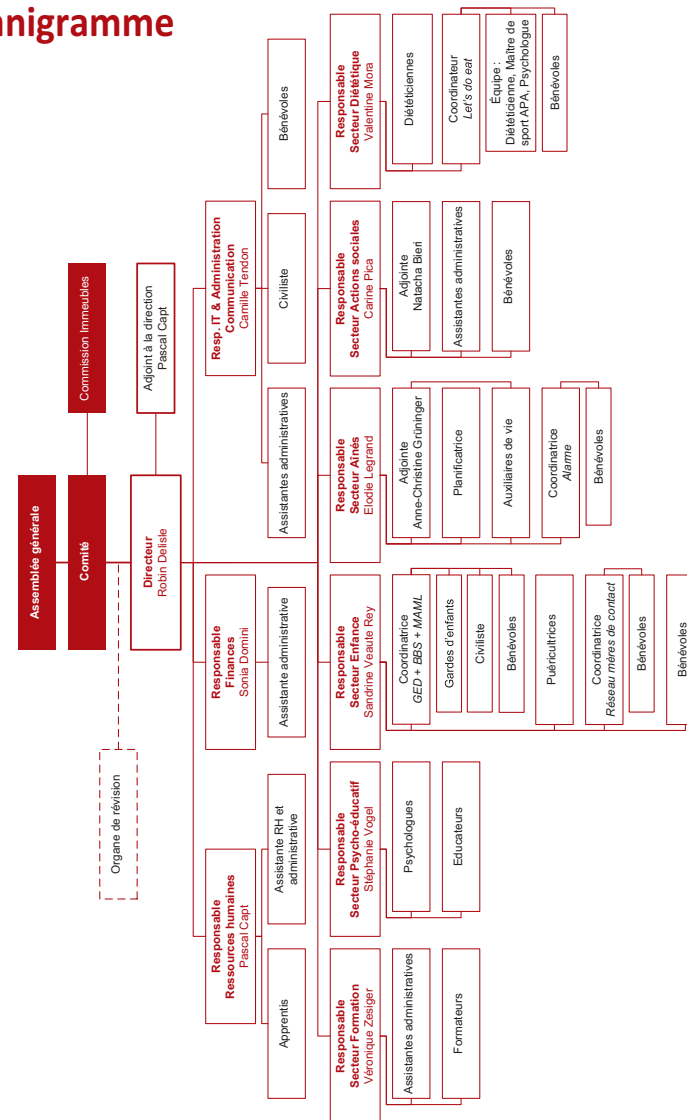 nigramme
Assemblée générale
Comité
Commission Immeubles
Organe de révision
Directeur
Robin Delisle
Adjoint à la direction
Pascal Capt
Responsable
Ressources humaines
Pascal Capt
Responsable
Finances
Sonia Domini
Resp. IT & Administration
Communication
Camille Tendon
Apprentis
Assistante RH et
administrative
Assistante administrative
Assistantes administratives
Civiliste
Bénévoles
Responsable
Secteur Formation
Véronique Zesiger
Assistantes administratives
Formateurs
Responsable
Secteur Psycho-éducatif
Stéphanie Vogel
Psychologues
Educateurs
Responsable
Secteur Enfance
Sandrine Veaute Rey
Coordinatrice
GED + BBS + MAML
Gardes d'enfants
Civiliste
Bénévoles
Puéricultrices
Coordinatrice
Réseau mères de contact
Bénévoles
Bénévoles
Responsable
Secteur Aînés
Elodie Legrand
Adjointe
Anne-Christine Grüninger
Planificatrice
Auxiliaires de vie
Coordinatrice
Alarme
Bénévoles
Responsable
Secteur Actions sociales
Carine Pica
Adjointe
Natacha Bieri
Assistantes administratives
Bénévoles
Responsable
Secteur Diététique
Valentine Mora
Diététiciennes
Coordinateur
Let's do eat
Équipe :
Diététicienne, Maître de
sport APA, Psychologue
Bénévoles